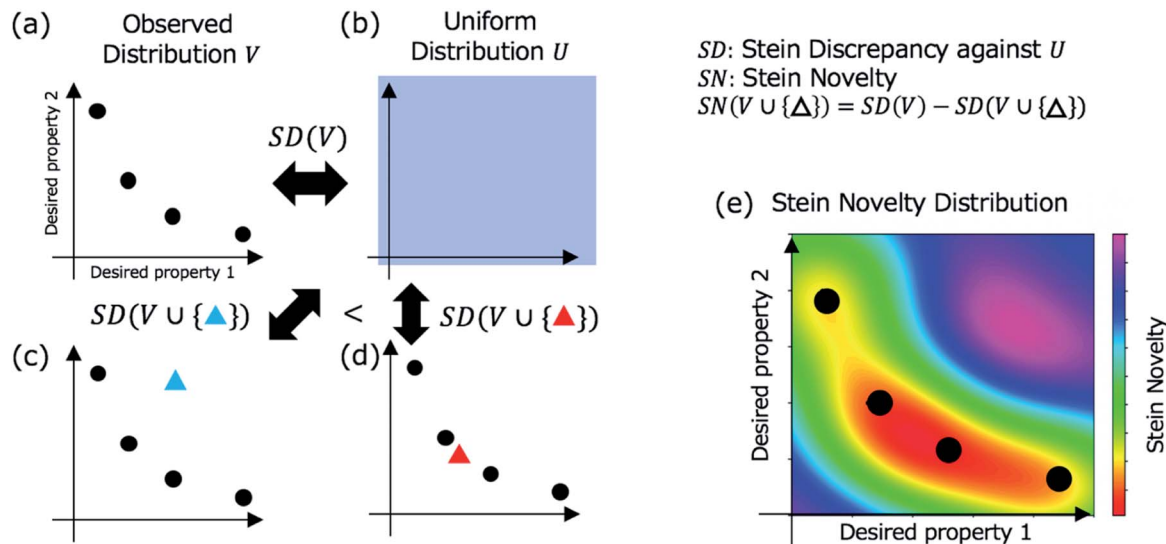 (a) Observed
Distribution V
Desired property 2
Desired property 1
SD(V)
(b) Uniform
Distribution U
SD: Stein Discrepancy against U
SN: Stein Novelty
SN(V ∪ {△}) = SD(V) − SD(V ∪ {△})
SD(V ∪ {▲}) < SD(V ∪ {▲})
(c)
(d)
(e) Stein Novelty Distribution
Desired property 2
Desired property 1
Stein Novelty